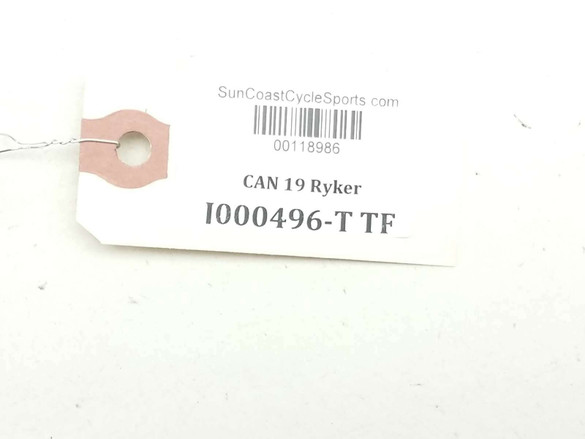 SunCoastCycleSports com
00118986
CAN 19 Ryker
I000496-T TF